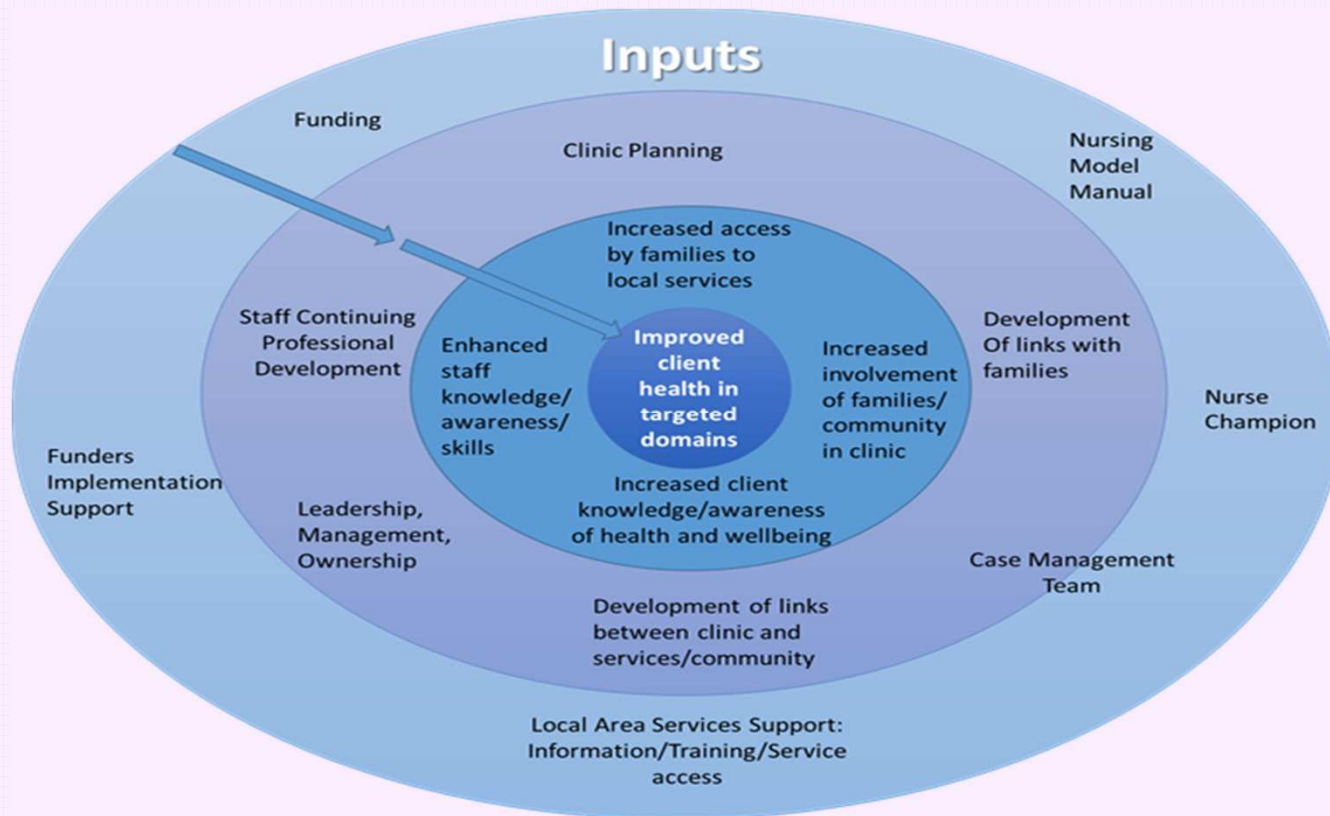 Inputs
Funding
Clinic Planning
Nursing
Model
Manual
Increased access
by families to
local services
Staff Continuing
Professional
Development
Enhanced
staff
knowledge/
awareness/
skills
Improved
client
health in
targeted
domains
Increased
involvement
of families/
community
in clinic
Development
Of links with
families
Nurse
Champion
Funders
Implementation
Support
Leadership,
Management,
Ownership
Increased client
knowledge/awareness
of health and wellbeing
Case Management
Team
Development of links
between clinic and
services/community
Local Area Services Support:
Information/Training/Service
access